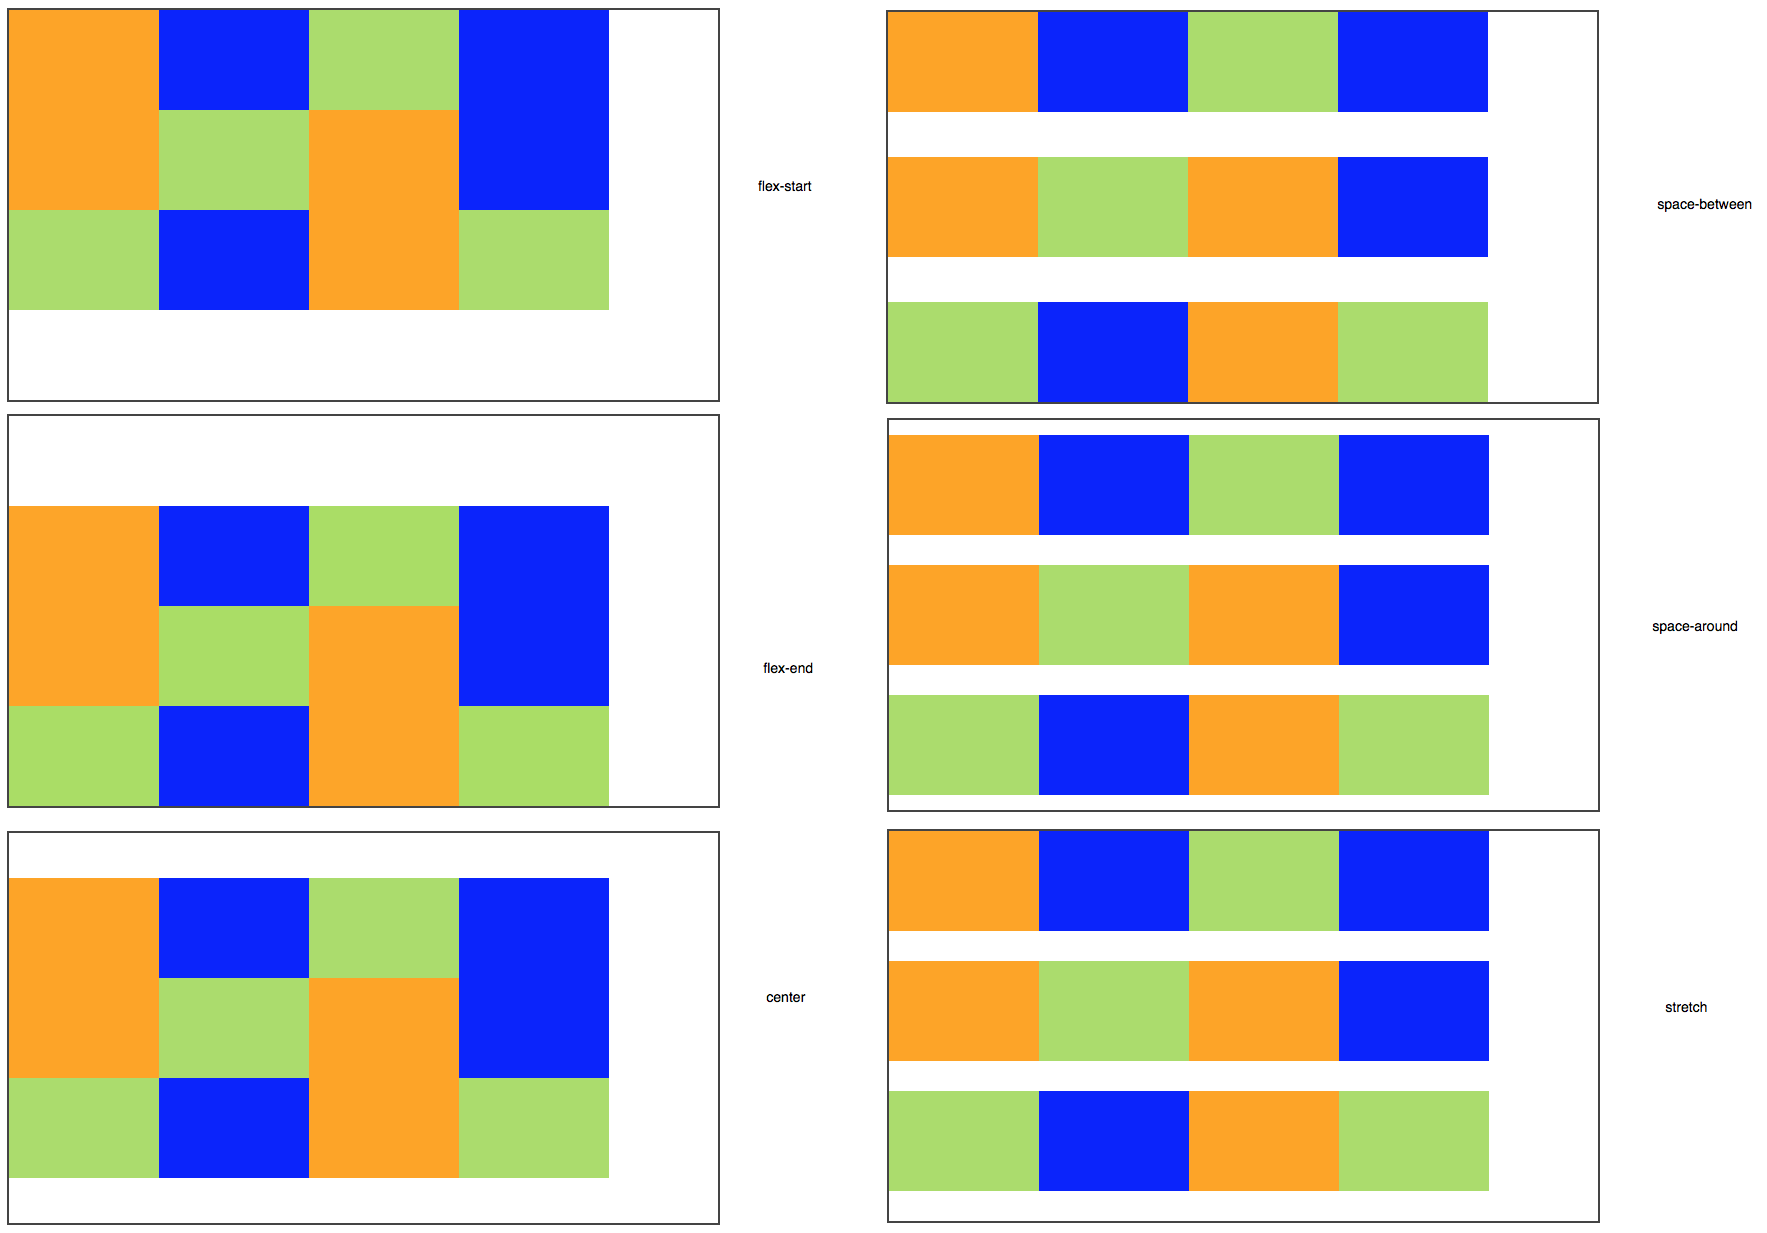 flex-start
space-between
flex-end
space-around
center
stretch